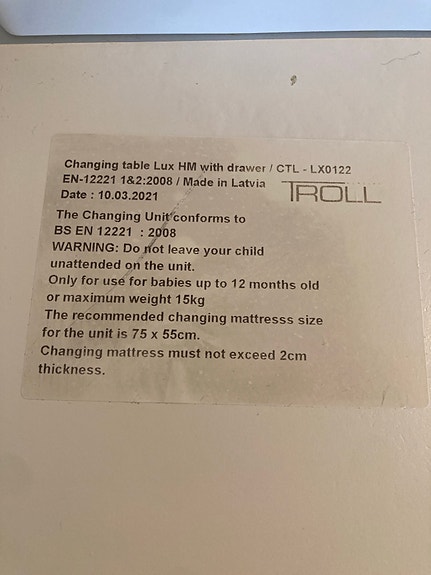 Changing table Lux HM with drawer / CTL - LX0122
EN-12221 1&2:2008 / Made in Latvia
TROLL
Date : 10.03.2021
The Changing Unit conforms to
BS EN 12221 : 2008
WARNING: Do not leave your child
unattended on the unit.
Only for use for babies up to 12 months old
or maximum weight 15kg
The recommended changing mattresss size
for the unit is 75 x 55cm.
Changing mattress must not exceed 2cm
thickness.